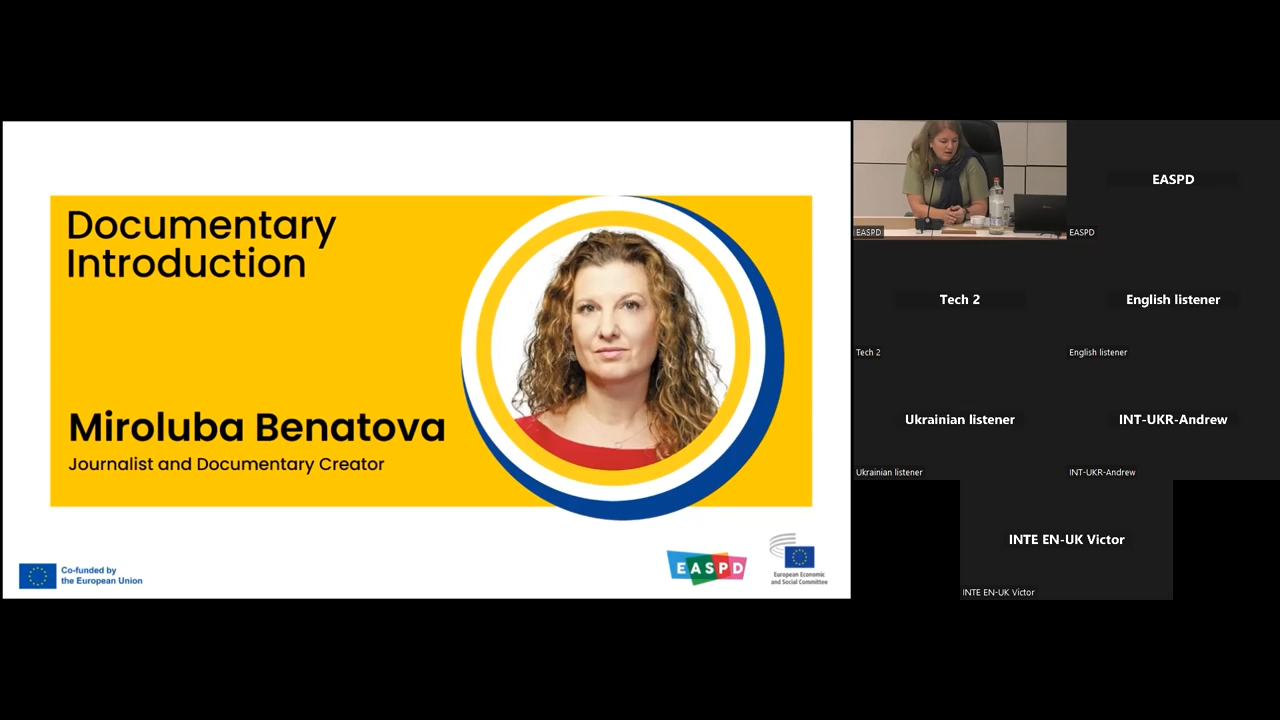 Documentary
Introduction
Miroluba Benatova
Journalist and Documentary Creator
Co-funded by
the European Union
EASPD
European Economic
and Social Committee
EASPD
EASPD
EASPD
Tech 2
Tech 2
English listener
English listener
Ukrainian listener
Ukrainian listener
INT-UKR-Andrew
INT-UKR-Andrew
INTE EN-UK Victor
INTE EN-UK Victor